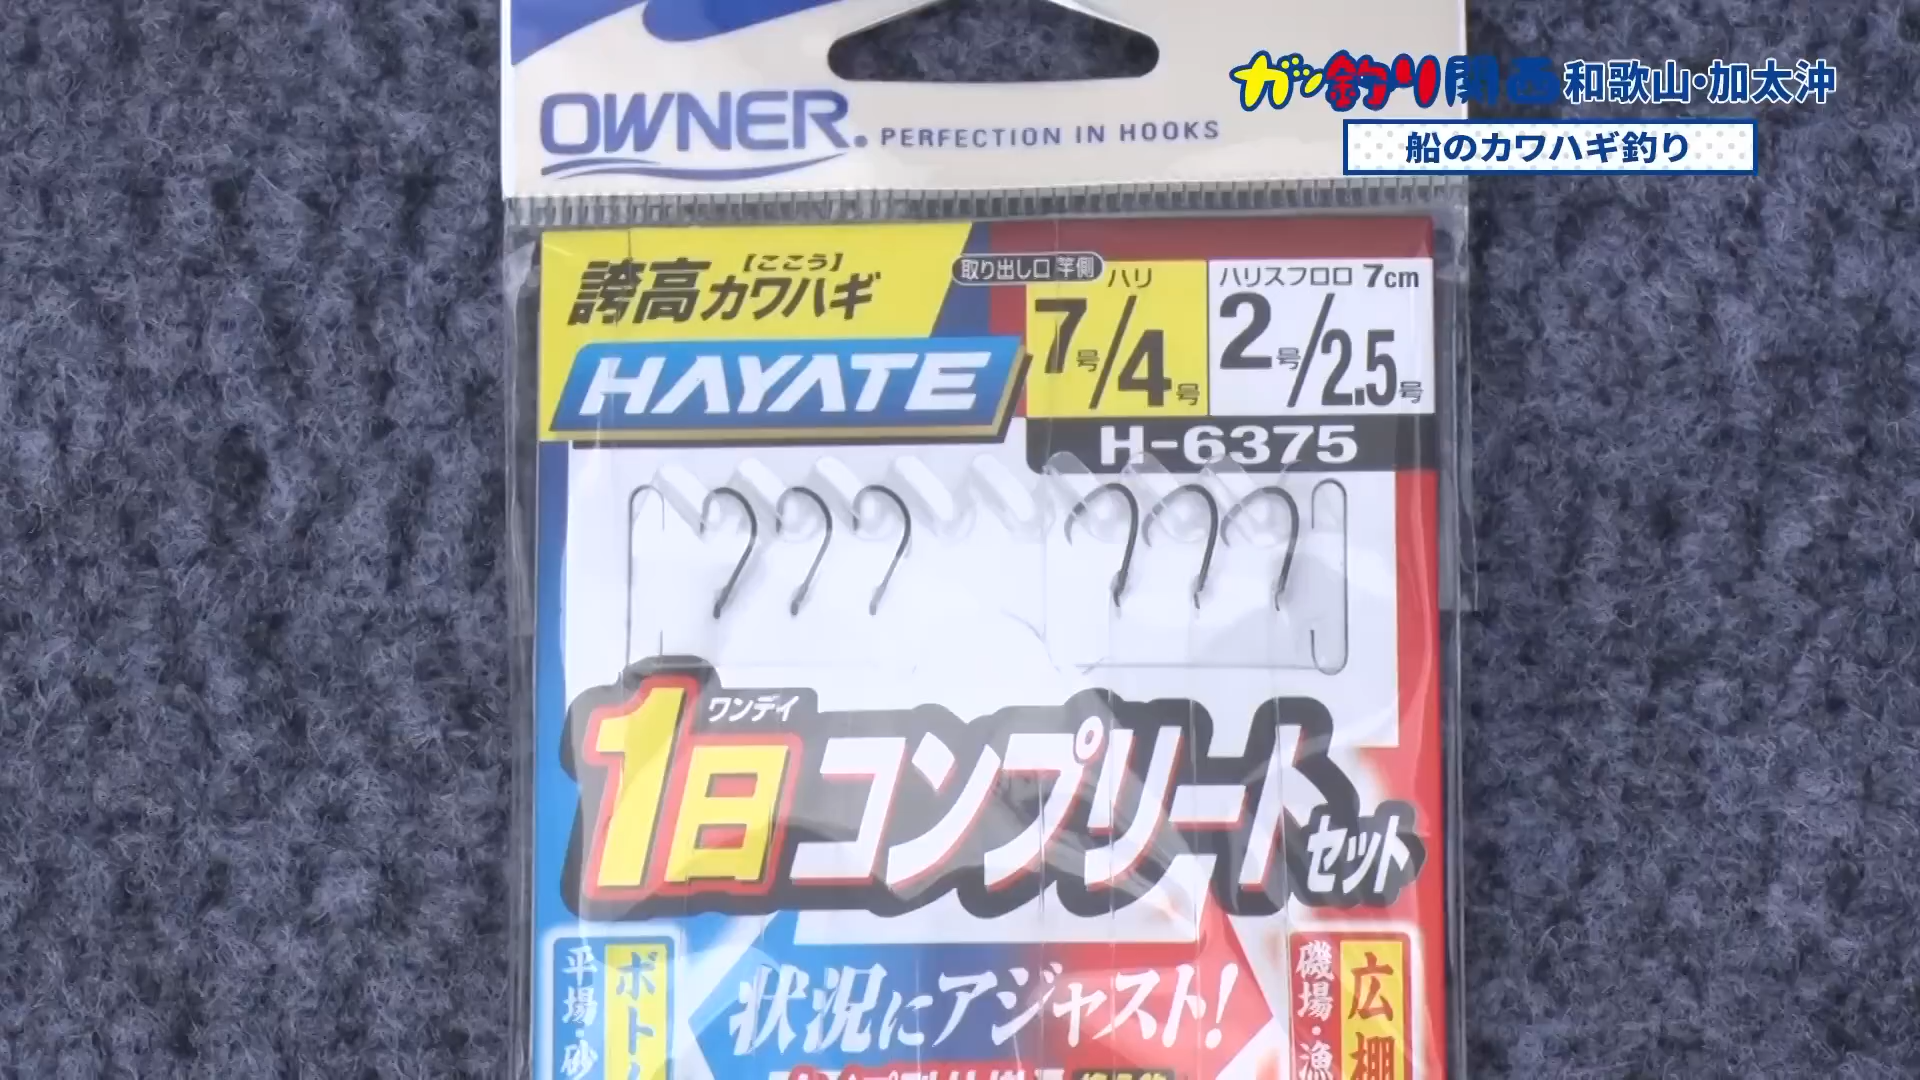 OWNER. PERFECTION IN HOOKS
ガッ釣り関西 和歌山・加太沖
船のカワハギ釣り
【ここう】
誇高カワハギ
HAYATE
取り出し口 竿側
ハリ
7号/4号
ハリスフロロ 7cm
2号/2.5号
H-6375
ワンデイ
1日コンプリートセット
状況にアジャスト!
平場・砂
ボト
磯場・漁
広棚